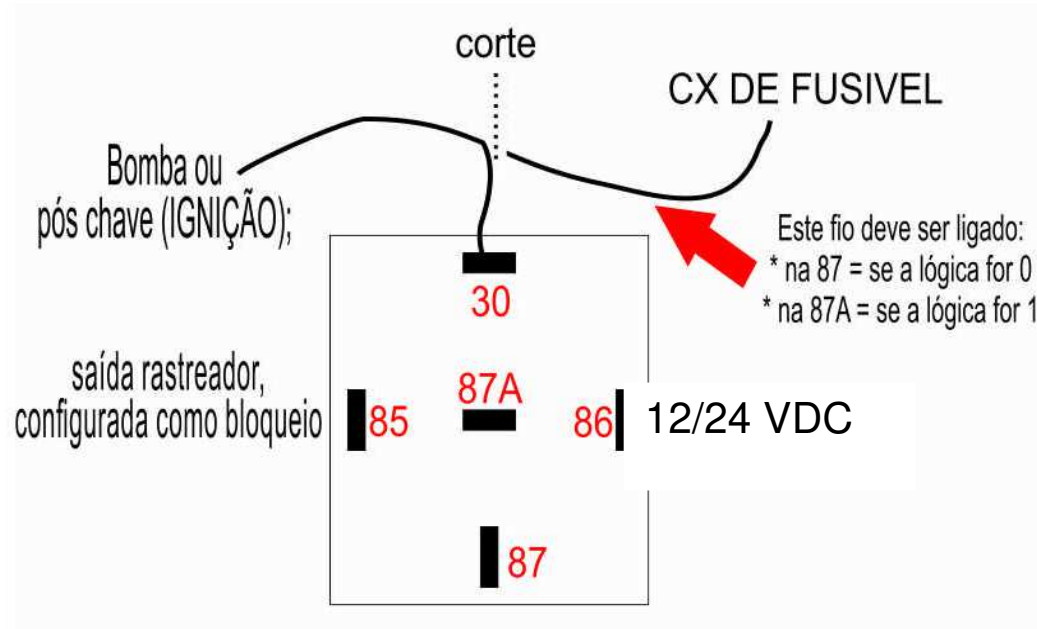 corte
CX DE FUSIVEL
Bomba ou
pós chave (IGNIÇÃO);
Este fio deve ser ligado:
* na 87 = se a lógica for 0
* na 87A = se a lógica for 1
30
saída rastreador,
configurada como bloqueio
87A
85
86
12/24 VDC
87